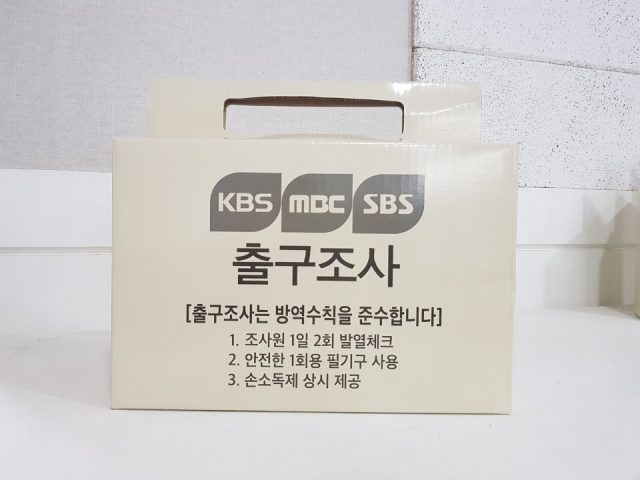 KBS MBC SBS
출구조사
[출구조사는 방역수칙을 준수합니다]
1. 조사원 1일 2회 발열체크
2. 안전한 1회용 필기구 사용
3. 손소독제 상시 제공